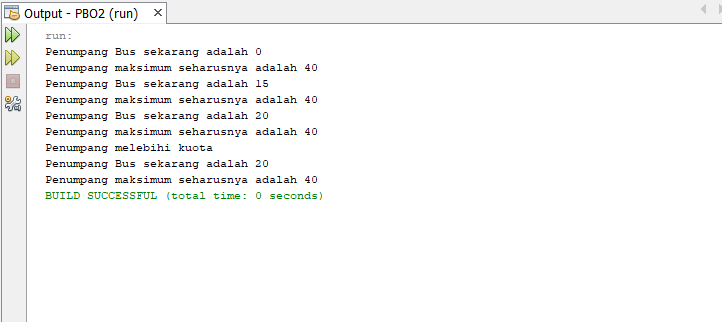 Output - PBO2 (run)
run:
Penumpang Bus sekarang adalah 0
Penumpang maksimum seharusnya adalah 40
Penumpang Bus sekarang adalah 15
Penumpang maksimum seharusnya adalah 40
Penumpang Bus sekarang adalah 20
Penumpang maksimum seharusnya adalah 40
Penumpang melebihi kuota
Penumpang Bus sekarang adalah 20
Penumpang maksimum seharusnya adalah 40
BUILD SUCCESSFUL (total time: 0 seconds)